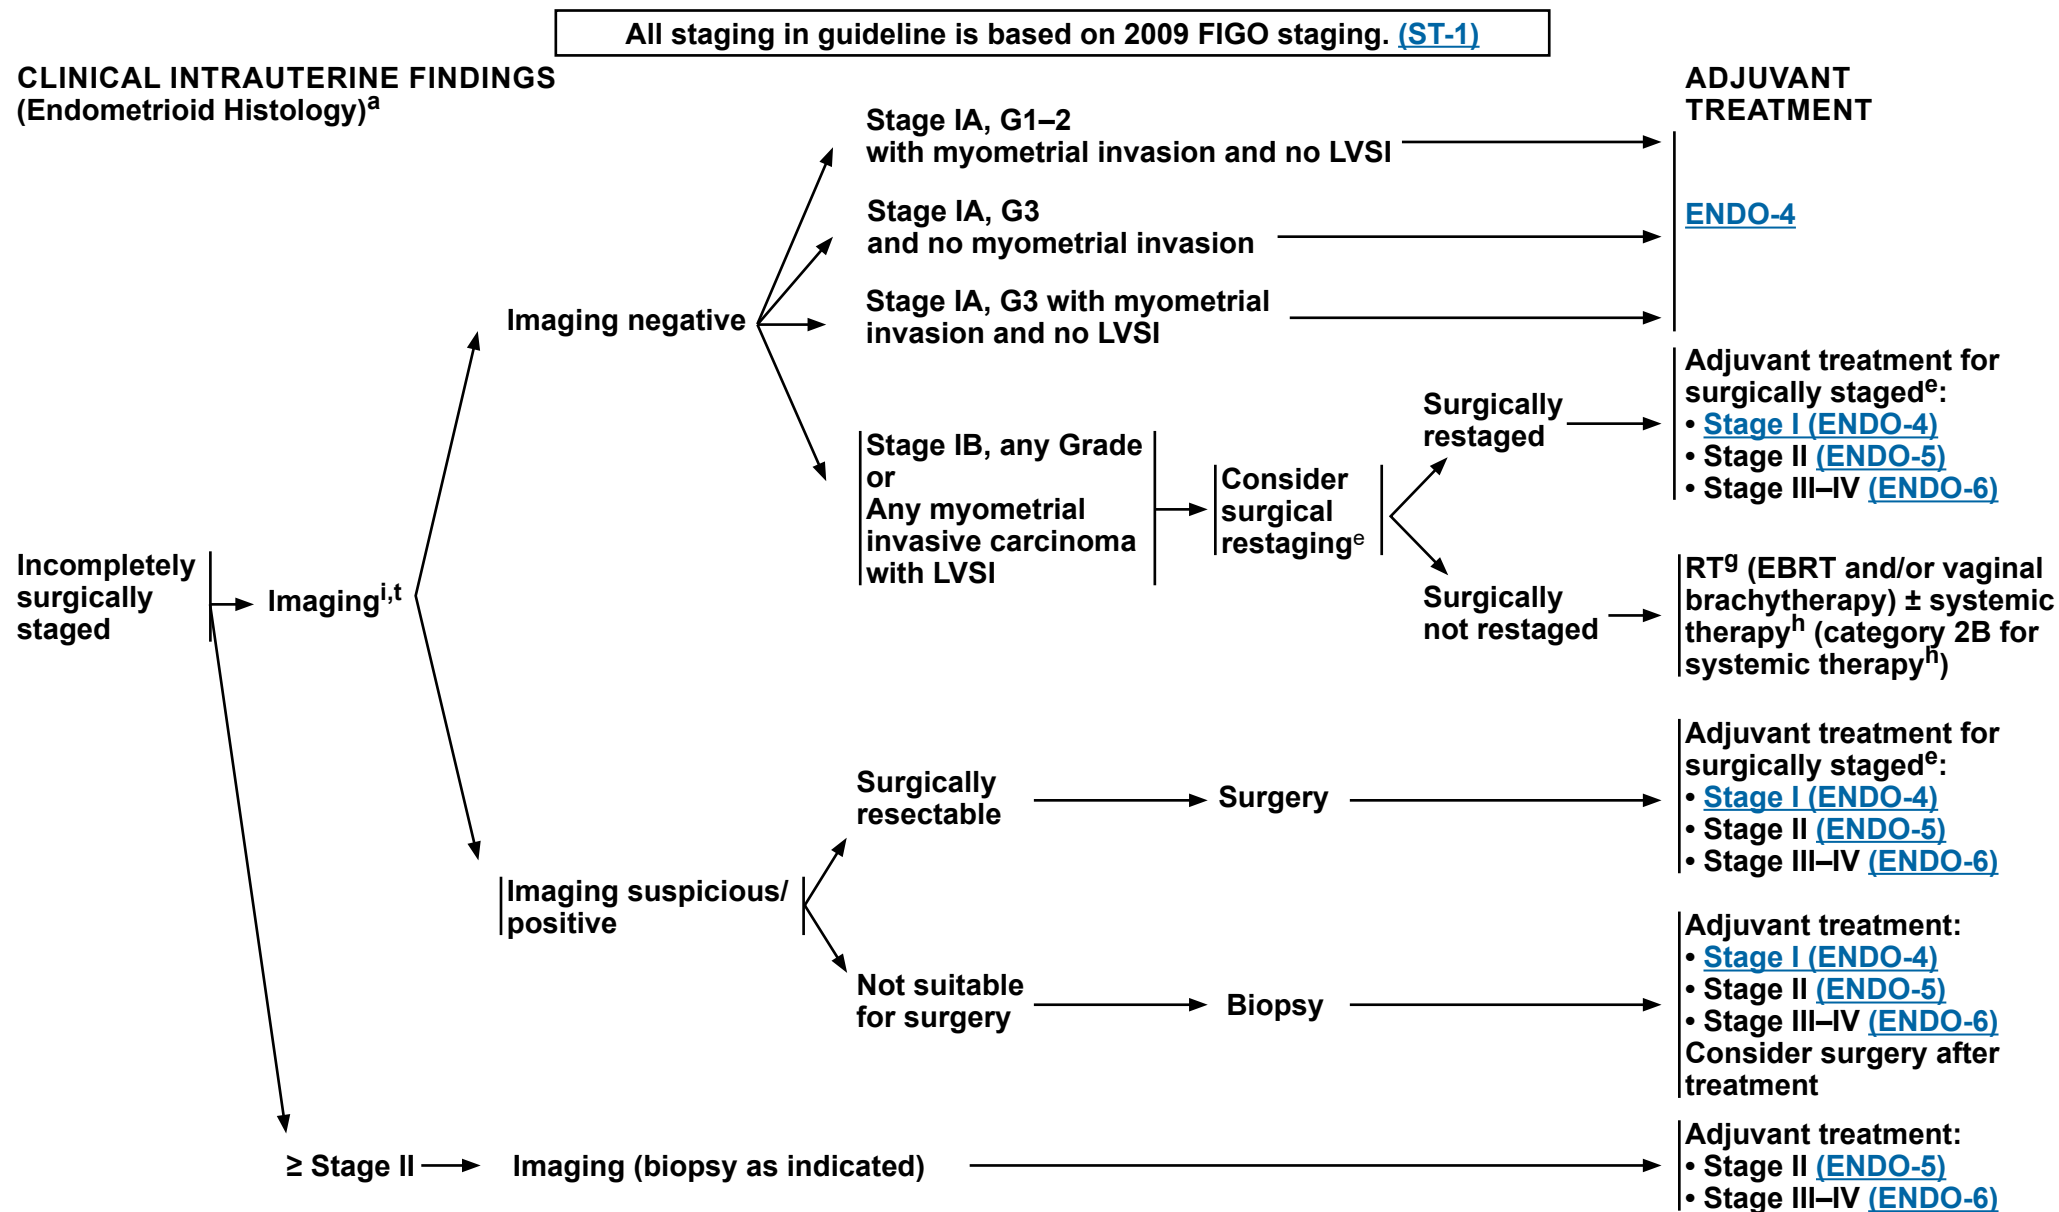 All staging in guideline is based on 2009 FIGO staging. (ST-1)
CLINICAL INTRAUTERINE FINDINGS
(Endometrioid Histology)a
ADJUVANT
TREATMENT
Incompletely
surgically
staged
Imagingi,t
Imaging negative
Stage IA, G1–2
with myometrial invasion and no LVSI
Stage IA, G3
and no myometrial invasion
Stage IA, G3 with myometrial
invasion and no LVSI
ENDO-4
Stage IB, any Grade
or
Any myometrial
invasive carcinoma
with LVSI
Consider
surgical
restaginge
Surgically
restaged
Adjuvant treatment for
surgically stagede:
• Stage I (ENDO-4)
• Stage II (ENDO-5)
• Stage III–IV (ENDO-6)
Surgically
not restaged
RTg (EBRT and/or vaginal
brachytherapy) ± systemic
therapyh (category 2B for
systemic therapyh)
Imaging suspicious/
positive
Surgically
resectable
Surgery
Adjuvant treatment for
surgically stagede:
• Stage I (ENDO-4)
• Stage II (ENDO-5)
• Stage III–IV (ENDO-6)
Not suitable
for surgery
Biopsy
Adjuvant treatment:
• Stage I (ENDO-4)
• Stage II (ENDO-5)
• Stage III–IV (ENDO-6)
Consider surgery after
treatment
≥ Stage II
Imaging (biopsy as indicated)
Adjuvant treatment:
• Stage II (ENDO-5)
• Stage III–IV (ENDO-6)